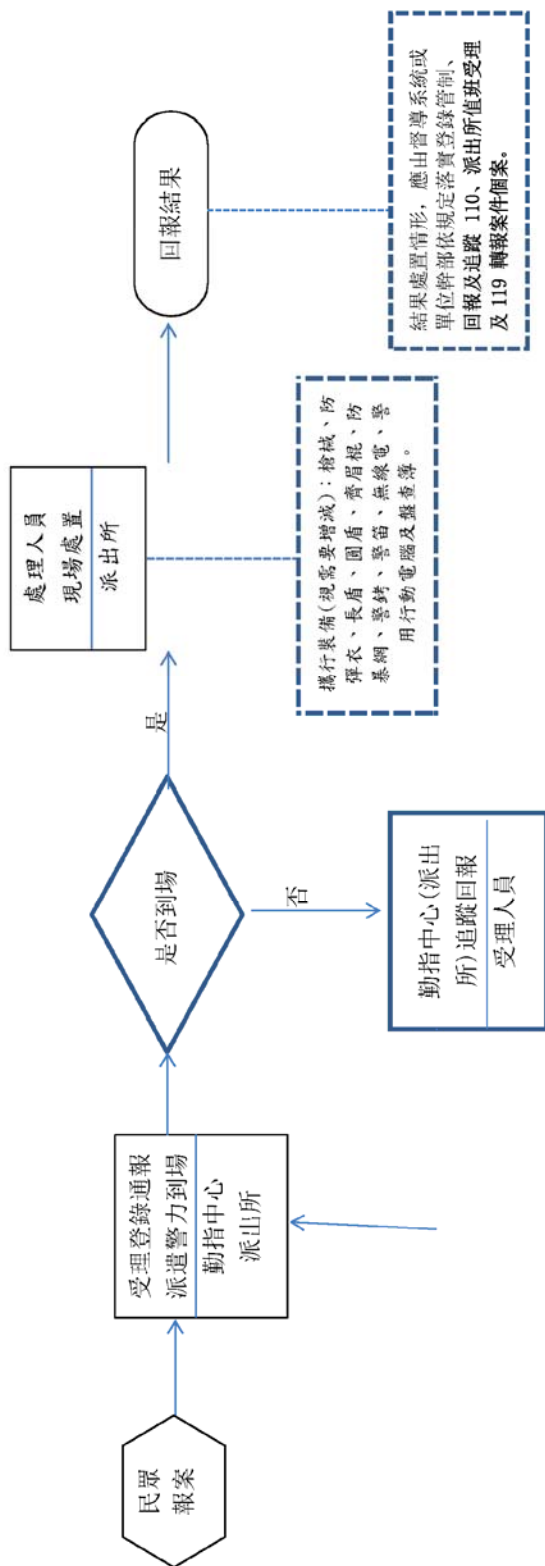 民眾
報案
受理登錄通報
派遣警力到場
勤指中心
派出所
是否到場
是
否
勤指中心(派出
所)追蹤回報
受理人員
處理人員
現場處置
派出所
攜行裝備(視需要增減)：槍械、防
彈衣、長盾、圓盾、齊眉棍、防
暴網、警銬、警笛、無線電、警
用行動電腦及盤查簿。
回報結果
結果處置情形，應由督導系統或
單位幹部依規定落實登錄管制、
回報及追蹤 110、派出所值班受理
及 119 轉報案件個案。